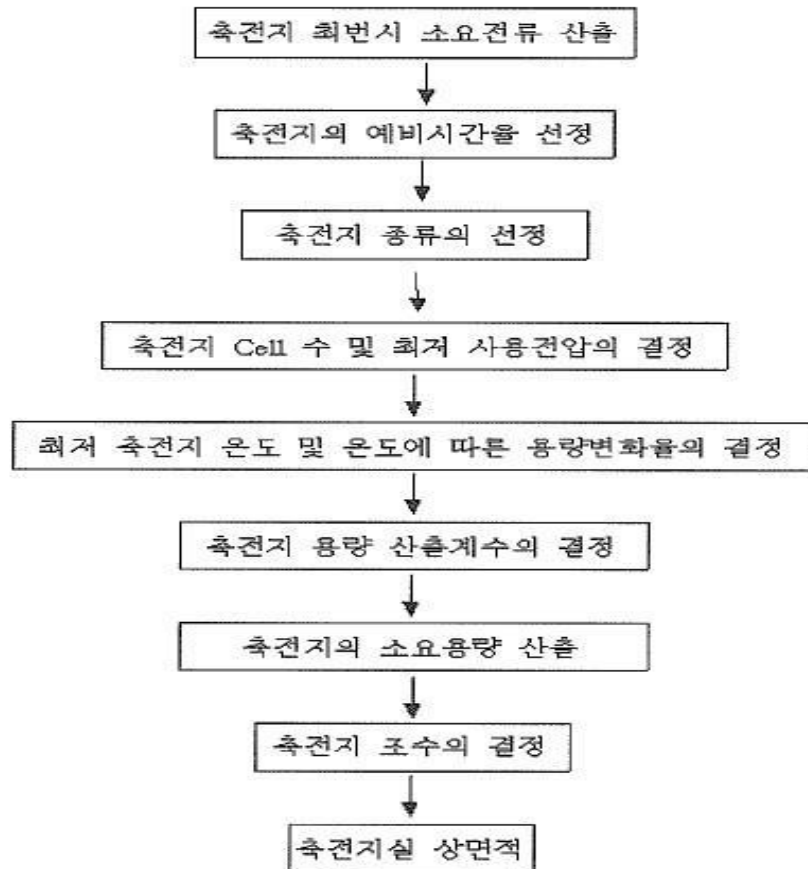 축전지 최번시 소요전류 산출
축전지의 예비시간율 선정
축전지 종류의 선정
축전지 Cell 수 및 최저 사용전압의 결정
최저 축전지 온도 및 온도에 따른 용량변화율의 결정
축전지 용량 산출계수의 결정
축전지의 소요용량 산출
축전지 조수의 결정
축전지실 상면적